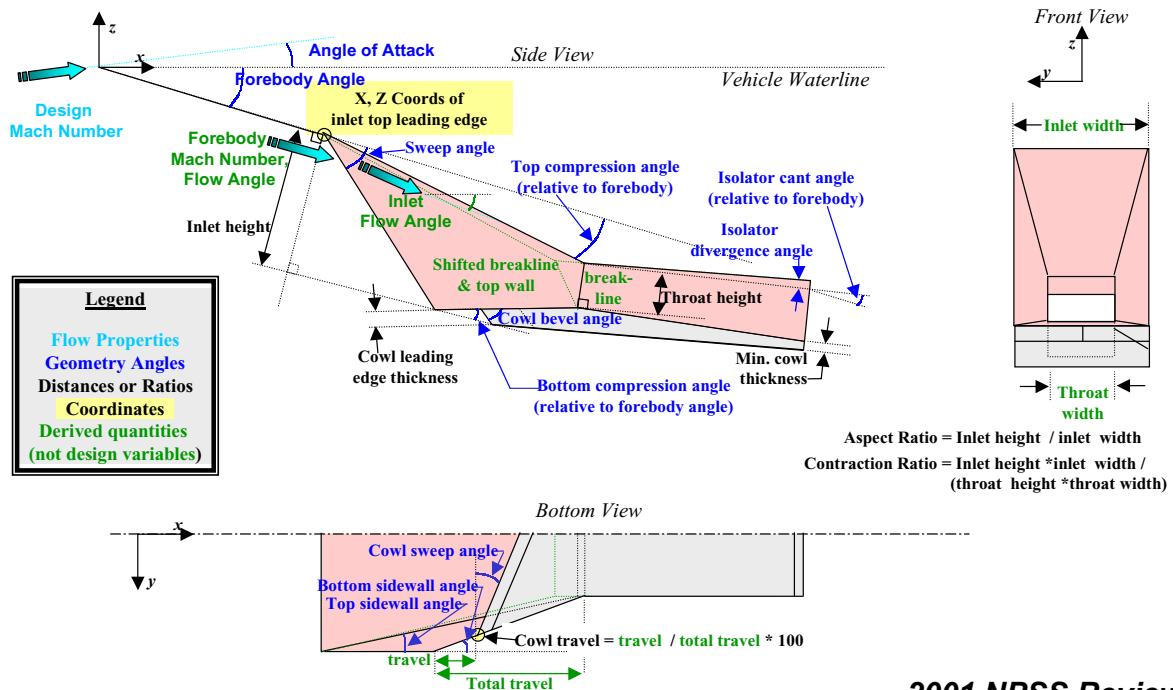 z
x
Angle of Attack
Side View
Front View
z
y
Forebody Angle
Vehicle Waterline
Design
Mach Number
X, Z Coords of
inlet top leading edge
Forebody
Mach Number,
Flow Angle
Sweep angle
Top compression angle
(relative to forebody)
Isolator cant angle
(relative to forebody)
Inlet width
Inlet height
Inlet
Flow Angle
Isolator
divergence angle
Shifted breakline
& top wall
break-
line
Throat height
Cowl bevel angle
Cowl leading
edge thickness
Min. cowl
thickness
Bottom compression angle
(relative to forebody angle)
Throat
width
Legend
Flow Properties
Geometry Angles
Distances or Ratios
Coordinates
Derived quantities
(not design variables)
Aspect Ratio = Inlet height / inlet width
Contraction Ratio = Inlet height *inlet width /
(throat height *throat width)
Bottom View
x
y
Cowl sweep angle
Bottom sidewall angle
Top sidewall angle
Cowl travel = travel / total travel * 100
travel
Total travel
2001 NPSS Review